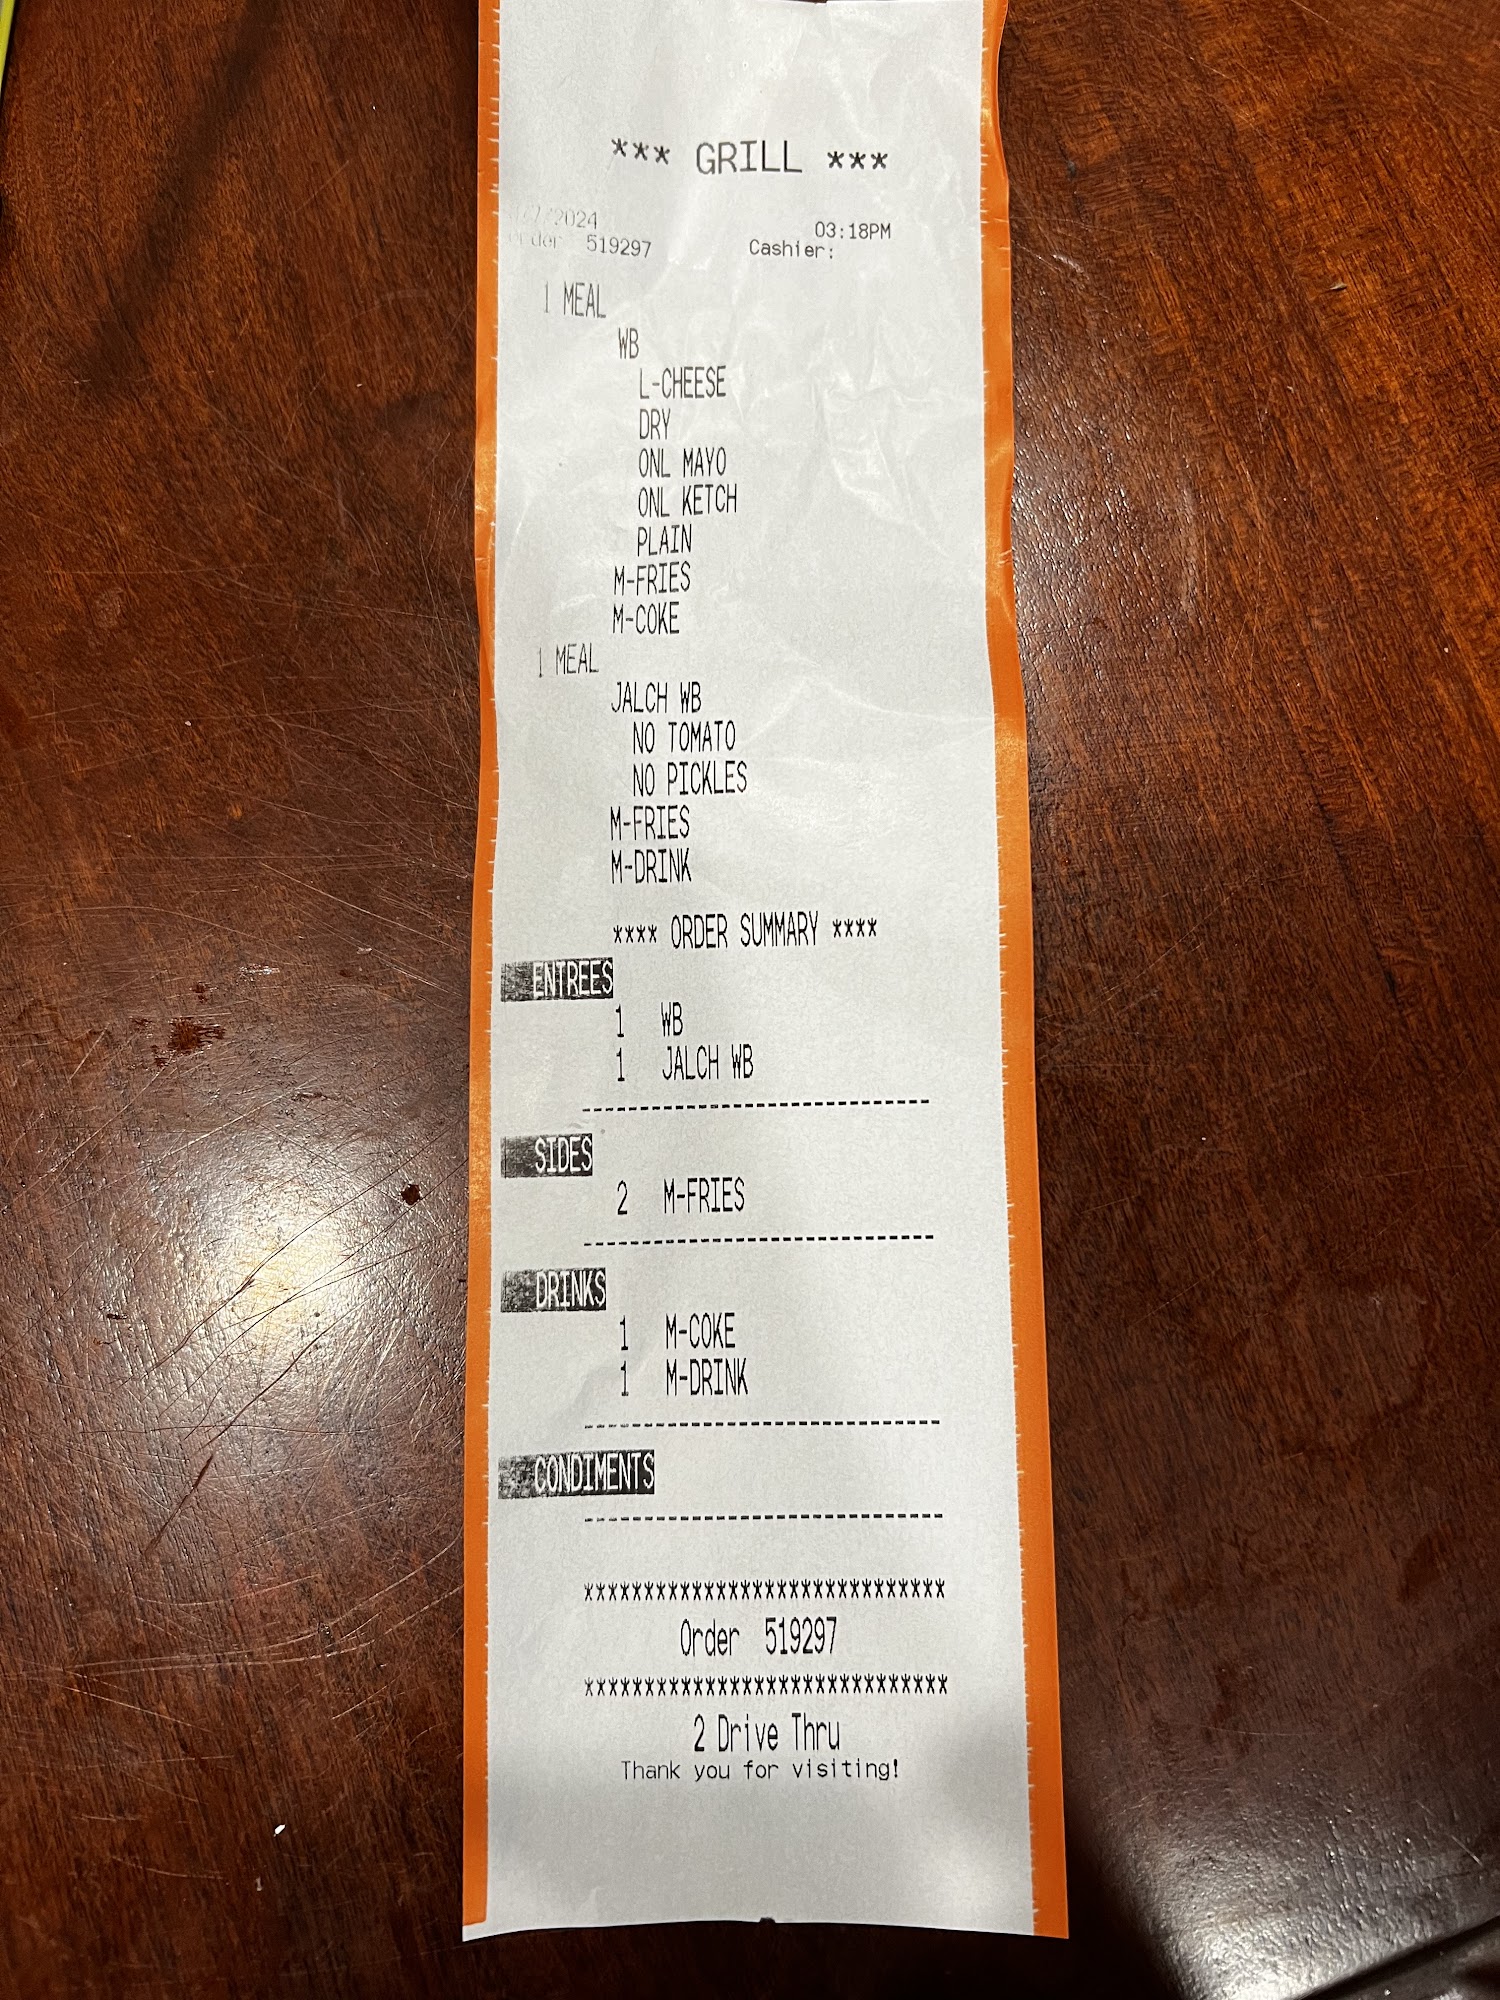 *** GRILL ***
/7/2024 03:18PM
519297 Cashier:
1 MEAL
WB
L-CHEESE
DRY
ONL MAYO
ONL KETCH
PLAIN
M-FRIES
M-COKE
1 MEAL
JALCH WB
NO TOMATO
NO PICKLES
M-FRIES
M-DRINK
**** ORDER SUMMARY ****
ENTREES
1 WB
1 JALCH WB
------------------------------
SIDES
2 M-FRIES
------------------------------
DRINKS
1 M-COKE
1 M-DRINK
------------------------------
CONDIMENTS
------------------------------
******************************
Order 519297
******************************
2 Drive Thru
Thank you for visiting!